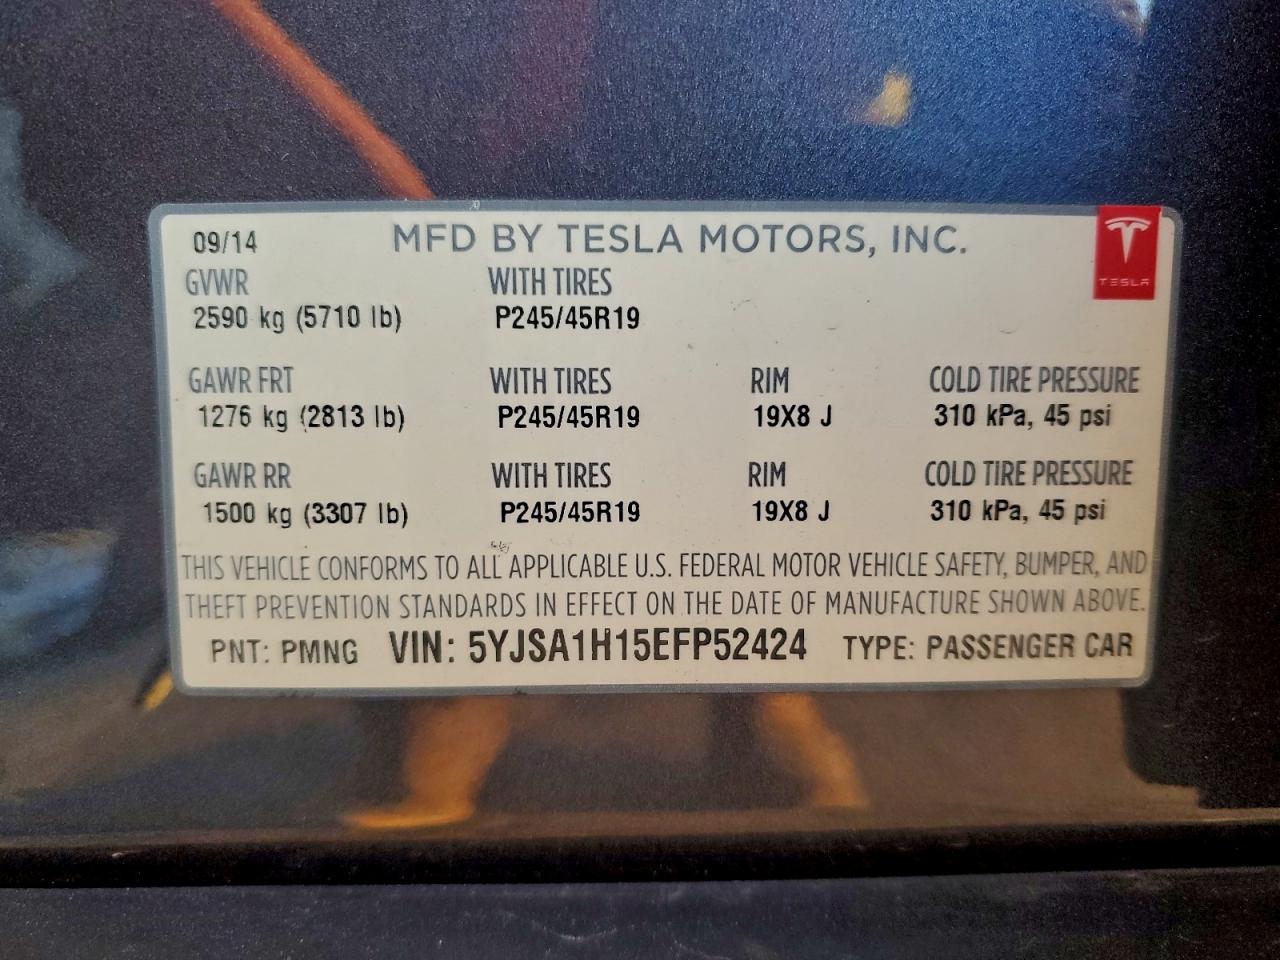 09/14 MFD BY TESLA MOTORS, INC.
TESLA
GVWR WITH TIRES
2590 kg (5710 lb) P245/45R19
GAWR FRT WITH TIRES RIM COLD TIRE PRESSURE
1276 kg (2813 lb) P245/45R19 19X8 J 310 kPa, 45 psi
GAWR RR WITH TIRES RIM COLD TIRE PRESSURE
1500 kg (3307 lb) P245/45R19 19X8 J 310 kPa, 45 psi
THIS VEHICLE CONFORMS TO ALL APPLICABLE U.S. FEDERAL MOTOR VEHICLE SAFETY, BUMPER, AND
THEFT PREVENTION STANDARDS IN EFFECT ON THE DATE OF MANUFACTURE SHOWN ABOVE.
PNT: PMNG VIN: 5YJSA1H15EFP52424 TYPE: PASSENGER CAR